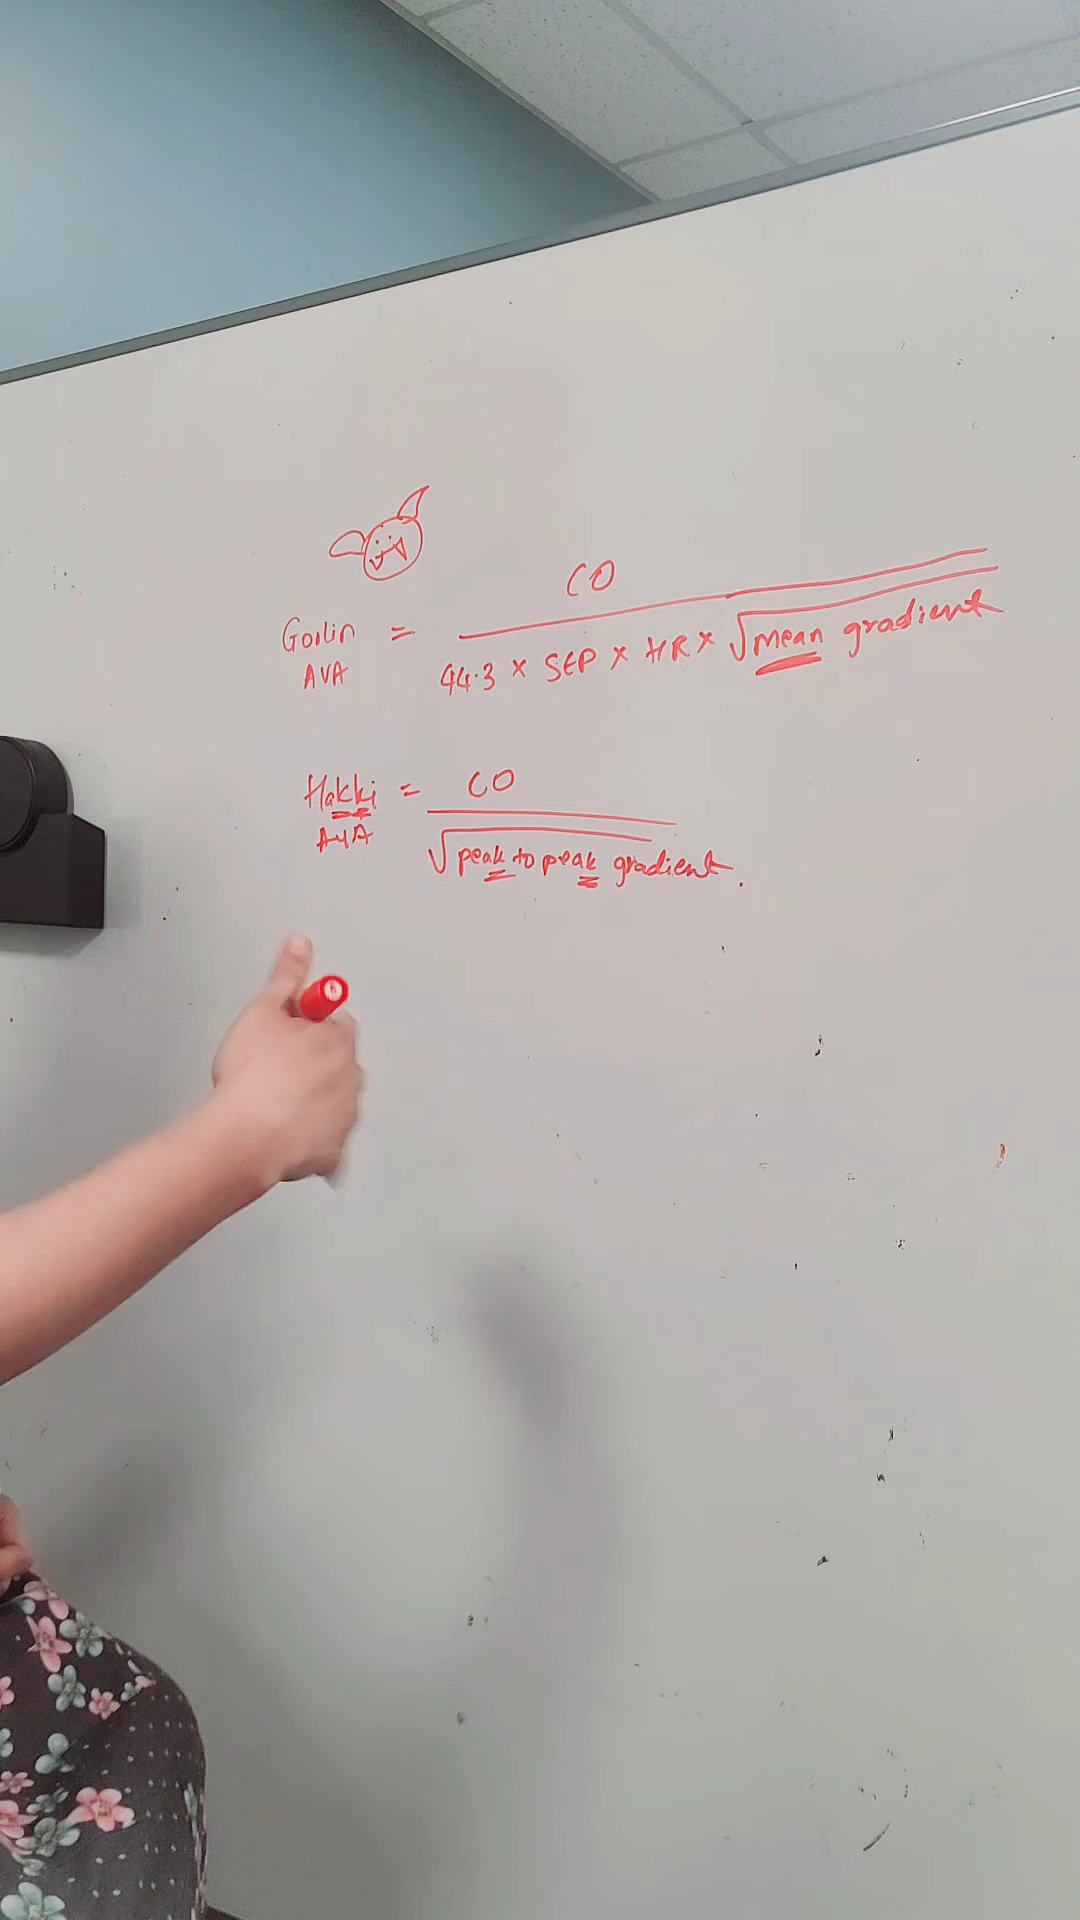 CO
Gorlin = 44.3 × SEP × HR × √mean gradient
AVA
Hakki = CO
AVA
√peak to peak gradient.